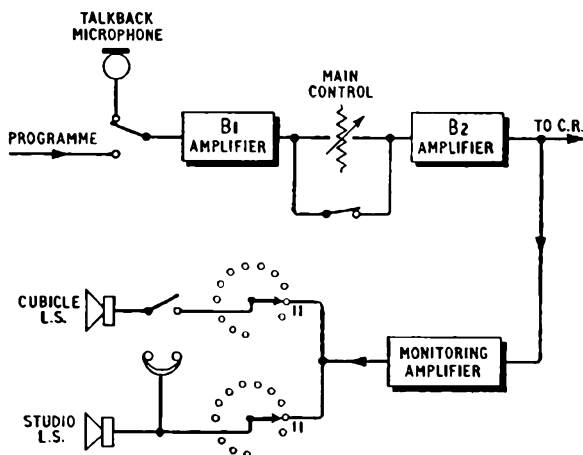 TALKBACK
MICROPHONE
MAIN
CONTROL
PROGRAMME
B1
AMPLIFIER
B2
AMPLIFIER
TO C.R.
CUBICLE
L.S.
11
MONITORING
AMPLIFIER
STUDIO
L.S.
11